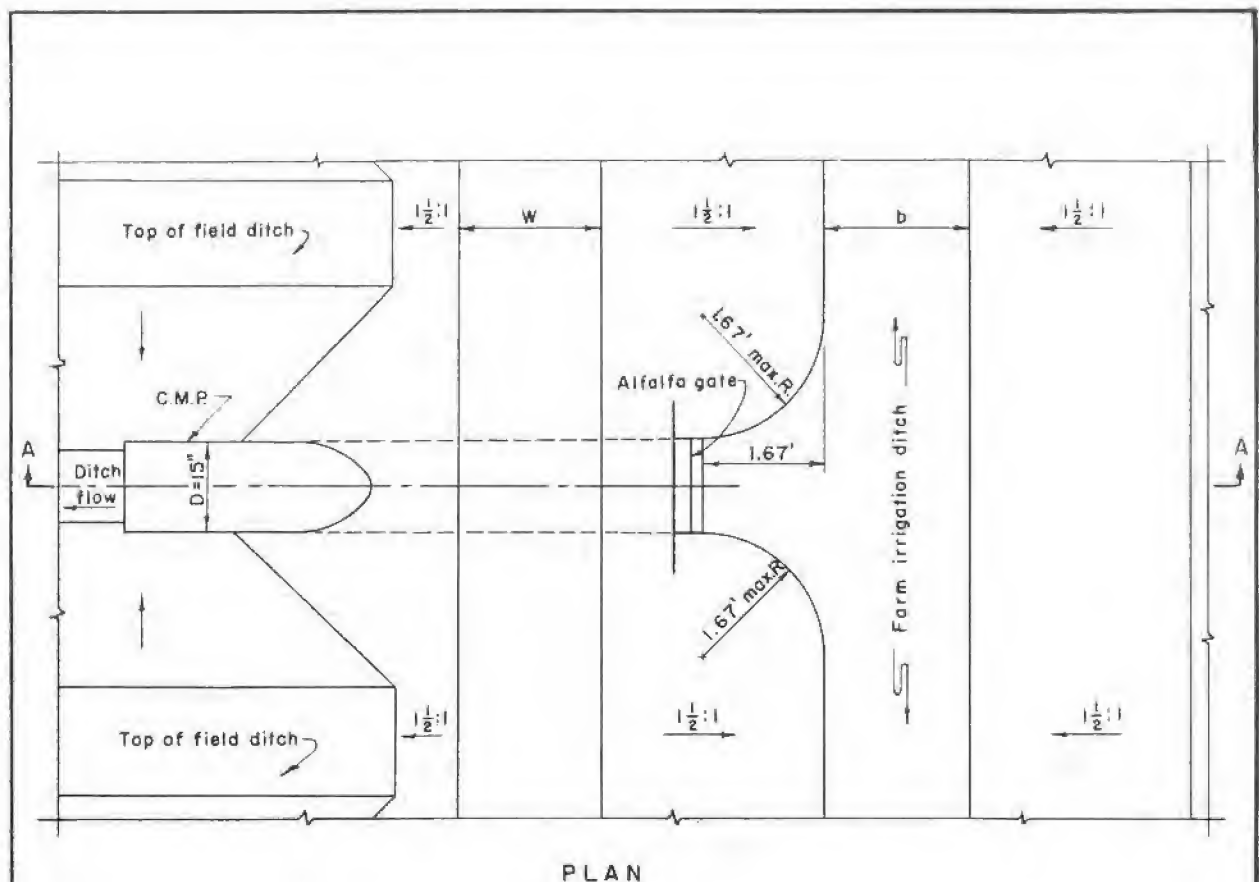 1½:1
W
1½:1
b
1½:1
Top of field ditch
1.67' max. R.
Alfalfa gate
C.M.P.
1.67'
A
Ditch
flow
D=15"
A
Farm irrigation ditch
1.67' max. R.
1½:1
1½:1
1½:1
Top of field ditch
PLAN